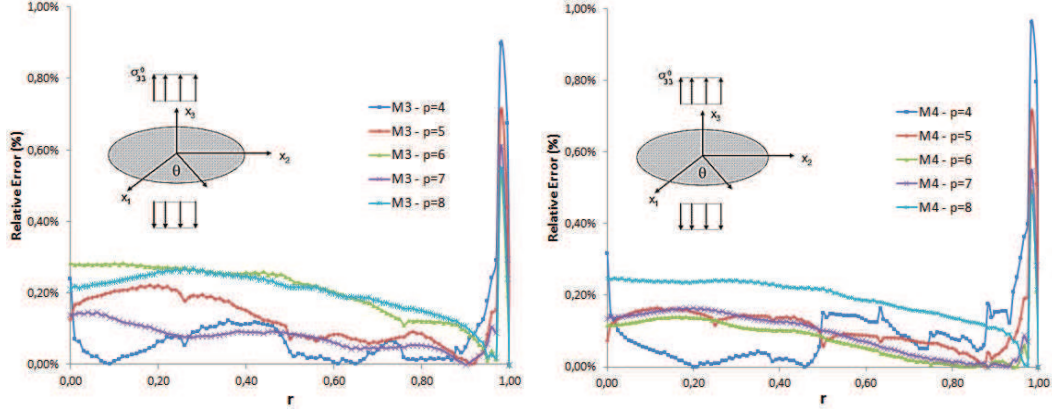 1,00%
0,80%
0,60%
0,40%
0,20%
0,00%
Relative Error (%)
σ⁰₃₃
x₃
x₂
x₁
θ
M3 - p=4
M3 - p=5
M3 - p=6
M3 - p=7
M3 - p=8
0,00 0,20 0,40 0,60 0,80 1,00
r
1,00%
0,80%
0,60%
0,40%
0,20%
0,00%
Relative Error (%)
σ⁰₃₃
x₃
x₂
x₁
θ
M4 - p=4
M4 - p=5
M4 - p=6
M4 - p=7
M4 - p=8
0,00 0,20 0,40 0,60 0,80 1,00
r